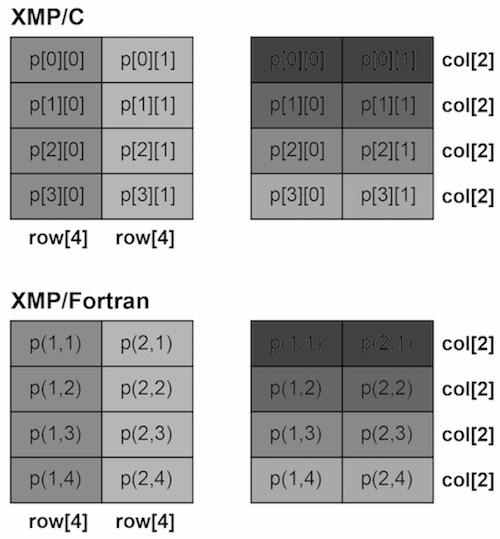 XMP/C
p[0][0] p[0][1] p[0][0] p[0][1] col[2]
p[1][0] p[1][1] p[1][0] p[1][1] col[2]
p[2][0] p[2][1] p[2][0] p[2][1] col[2]
p[3][0] p[3][1] p[3][0] p[3][1] col[2]
row[4] row[4]
XMP/Fortran
p(1,1) p(2,1) p(1,1) p(2,1) col[2]
p(1,2) p(2,2) p(1,2) p(2,2) col[2]
p(1,3) p(2,3) p(1,3) p(2,3) col[2]
p(1,4) p(2,4) p(1,4) p(2,4) col[2]
row[4] row[4]